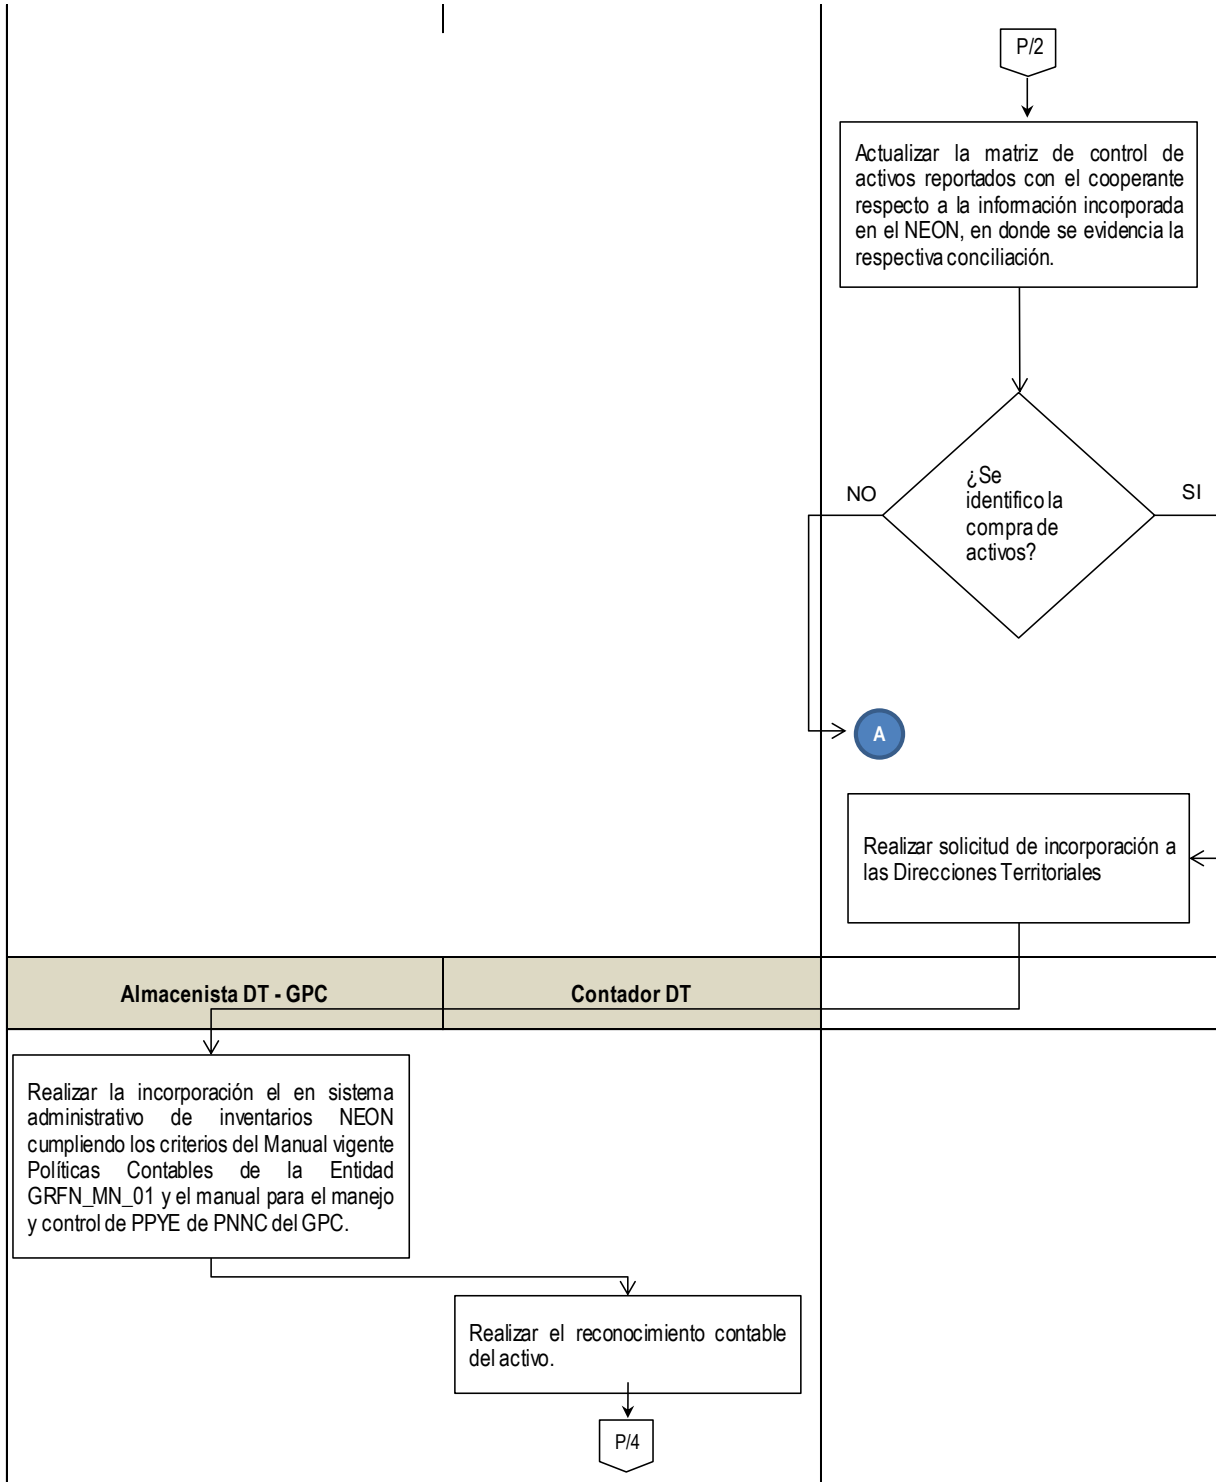 P/2
Actualizar la matriz de control de
activos reportados con el cooperante
respecto a la información incorporada
en el NEON, en donde se evidencia la
respectiva conciliación.
¿Se
identifico la
compra de
activos?
NO
SI
A
Realizar solicitud de incorporación a
las Direcciones Territoriales
Almacenista DT - GPC
Contador DT
Realizar la incorporación el en sistema
administrativo de inventarios NEON
cumpliendo los criterios del Manual vigente
Políticas Contables de la Entidad
GRFN_MN_01 y el manual para el manejo
y control de PPYE de PNNC del GPC.
Realizar el reconocimiento contable
del activo.
P/4